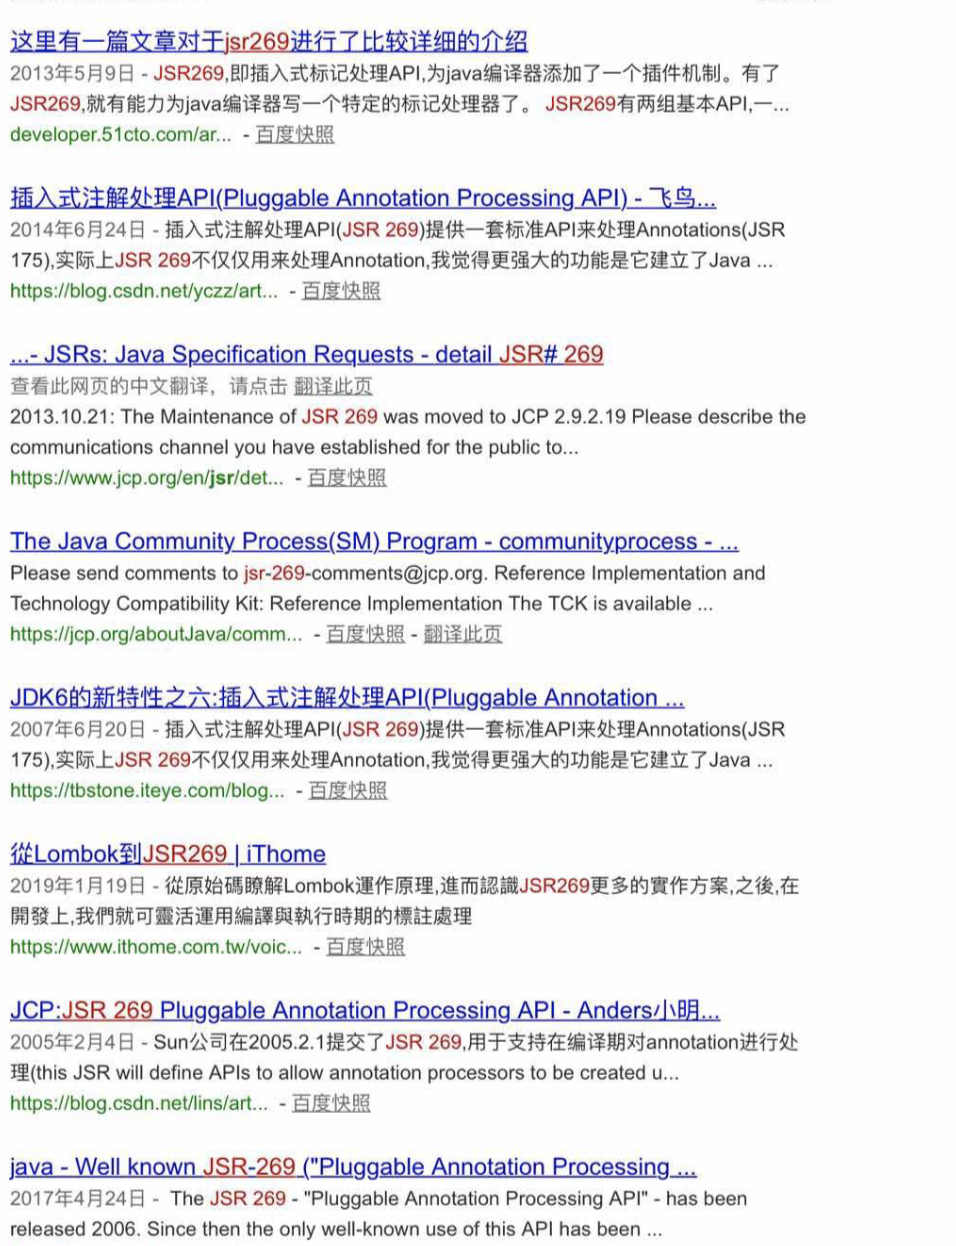 这里有一篇文章对于jsr269进行了比较详细的介绍
2013年5月9日 - JSR269,即插入式标记处理API,为java编译器添加了一个插件机制。有了
JSR269,就有能力为java编译器写一个特定的标记处理器了。 JSR269有两组基本API,一...
developer.51cto.com/ar... - 百度快照
插入式注解处理API(Pluggable Annotation Processing API) - 飞鸟...
2014年6月24日 - 插入式注解处理API(JSR 269)提供一套标准API来处理Annotations(JSR
175),实际上JSR 269不仅仅用来处理Annotation,我觉得更强大的功能是它建立了Java ...
https://blog.csdn.net/yczz/art... - 百度快照
...- JSRs: Java Specification Requests - detail JSR# 269
查看此网页的中文翻译，请点击 翻译此页
2013.10.21: The Maintenance of JSR 269 was moved to JCP 2.9.2.19 Please describe the
communications channel you have established for the public to...
https://www.jcp.org/en/jsr/det... - 百度快照
The Java Community Process(SM) Program - communityprocess - ...
Please send comments to jsr-269-comments@jcp.org. Reference Implementation and
Technology Compatibility Kit: Reference Implementation The TCK is available ...
https://jcp.org/aboutJava/comm... - 百度快照 - 翻译此页
JDK6的新特性之六:插入式注解处理API(Pluggable Annotation ...
2007年6月20日 - 插入式注解处理API(JSR 269)提供一套标准API来处理Annotations(JSR
175),实际上JSR 269不仅仅用来处理Annotation,我觉得更强大的功能是它建立了Java ...
https://tbstone.iteye.com/blog... - 百度快照
從Lombok到JSR269 | iThome
2019年1月19日 - 從原始碼瞭解Lombok運作原理,進而認識JSR269更多的實作方案,之後,在
開發上,我們就可靈活運用編譯與執行時期的標註處理
https://www.ithome.com.tw/voic... - 百度快照
JCP:JSR 269 Pluggable Annotation Processing API - Anders小明...
2005年2月4日 - Sun公司在2005.2.1提交了JSR 269,用于支持在编译期对annotation进行处
理(this JSR will define APIs to allow annotation processors to be created u...
https://blog.csdn.net/lins/art... - 百度快照
java - Well known JSR-269 ("Pluggable Annotation Processing ...
2017年4月24日 - The JSR 269 - "Pluggable Annotation Processing API" - has been
released 2006. Since then the only well-known use of this API has been ...